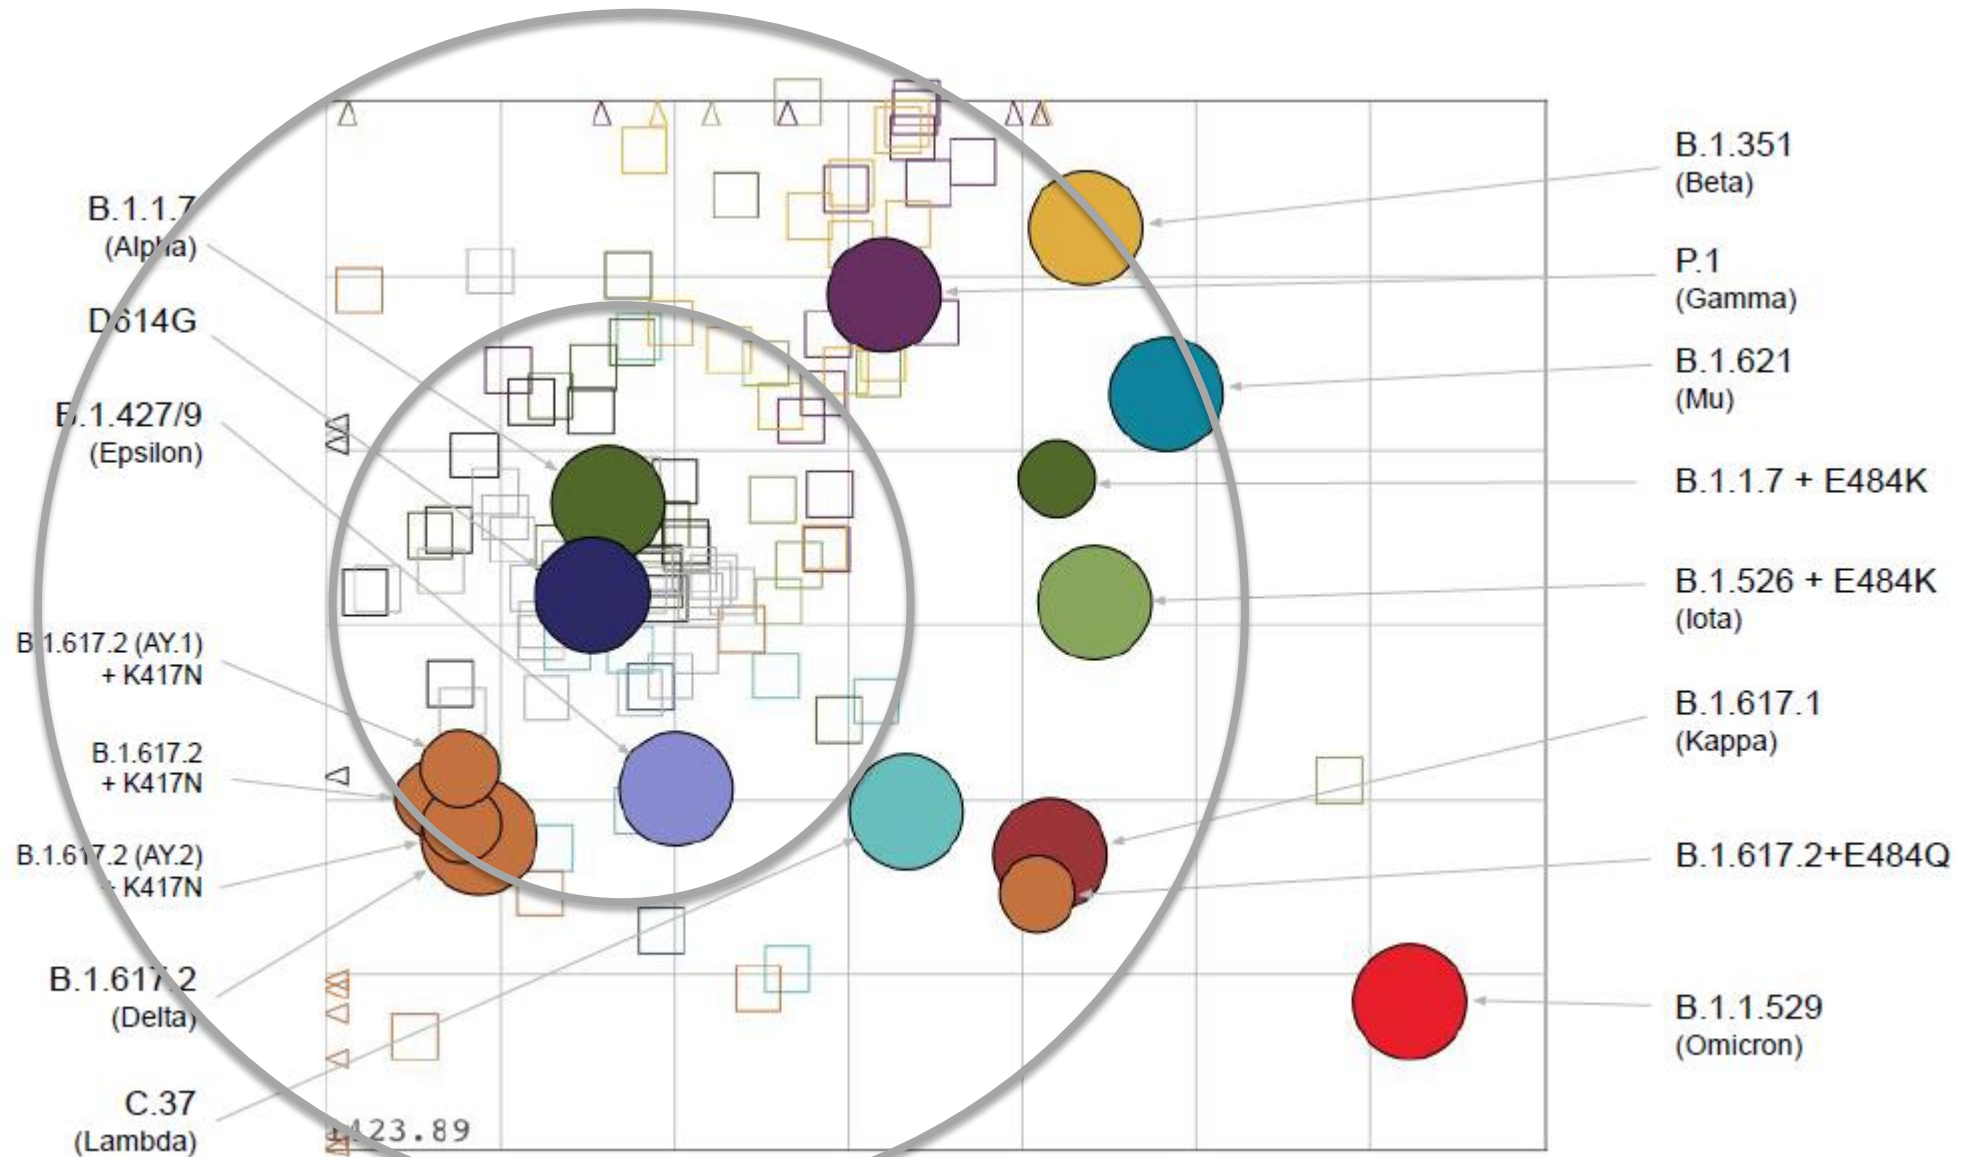 B.1.1.7
(Alpha)
D614G
B.1.427/9
(Epsilon)
B.1.617.2 (AY.1)
+ K417N
B.1.617.2
+ K417N
B.1.617.2 (AY.2)
+ K417N
B.1.617.2
(Delta)
C.37
(Lambda)
423.89
B.1.351
(Beta)
P.1
(Gamma)
B.1.621
(Mu)
B.1.1.7 + E484K
B.1.526 + E484K
(Iota)
B.1.617.1
(Kappa)
B.1.617.2+E484Q
B.1.1.529
(Omicron)